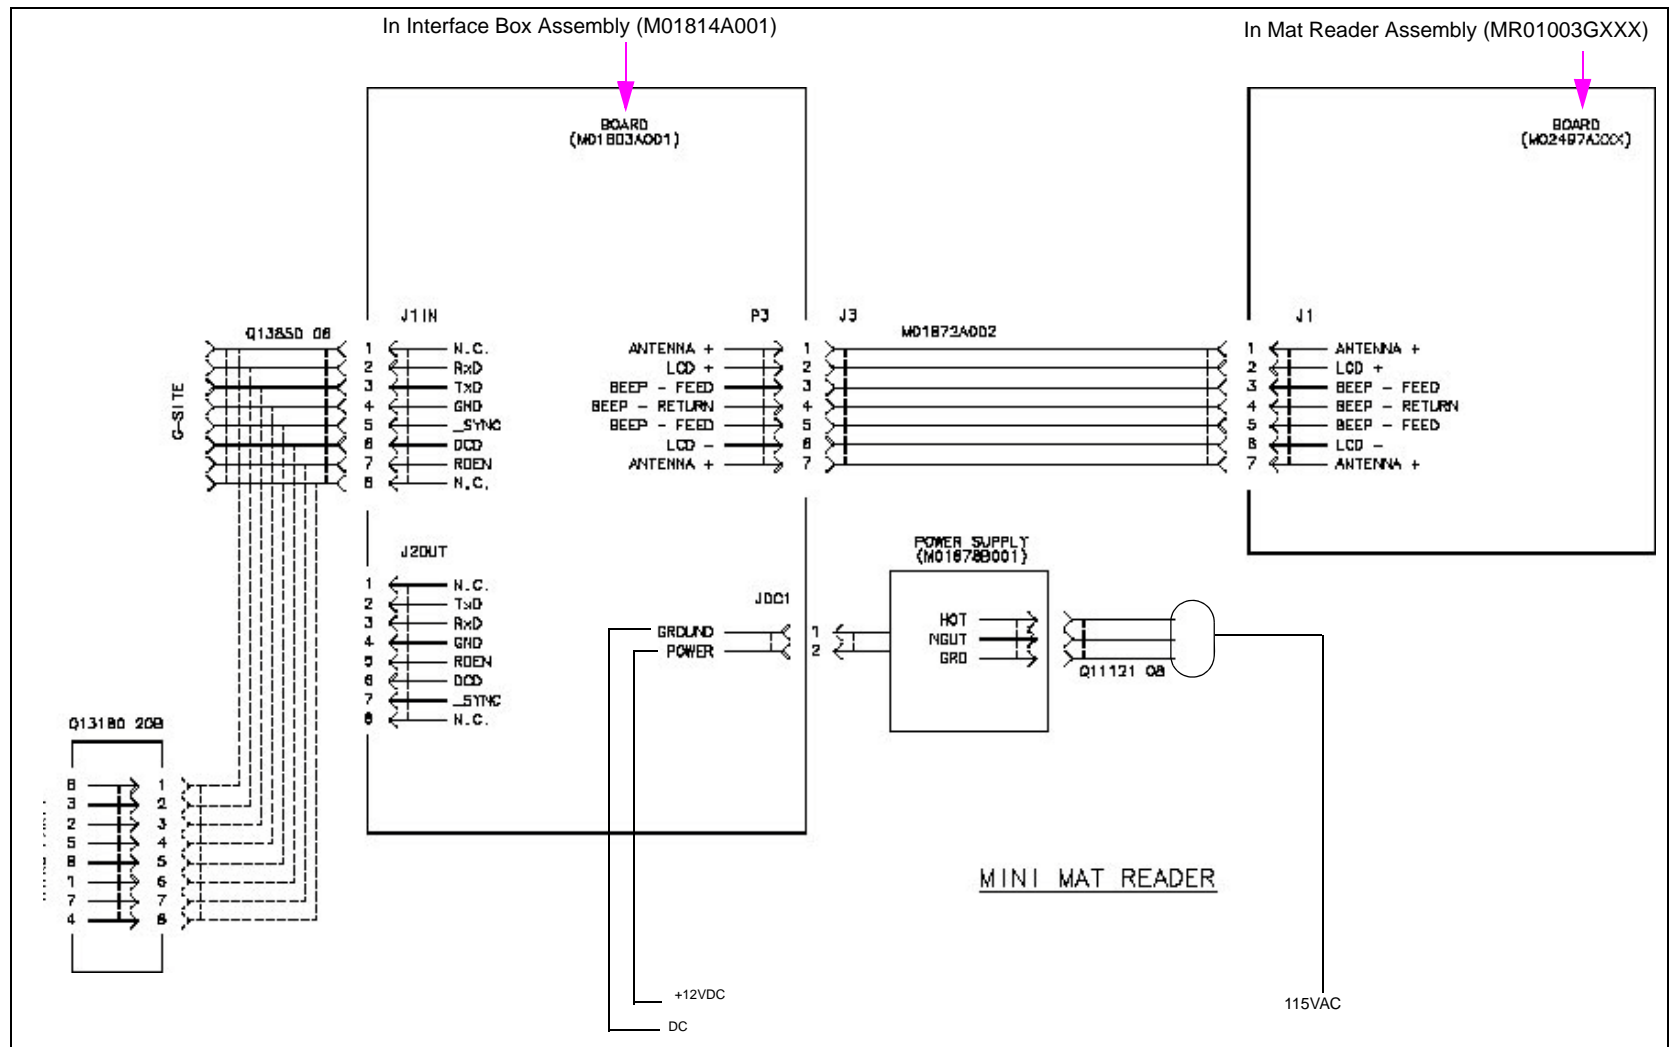 In Interface Box Assembly (M01814A001)
In Mat Reader Assembly (MR01003GXXX)
BOARD
(M01803A001)
BOARD
(M02497AXXX)
J1IN
P3
J3
J1
Q13850 06
M01872A002
G-SITE
1 N.C.
2 RxD
3 TxD
4 GND
5 _SYNC
6 DCD
7 RDEN
8 N.C.
ANTENNA + 1
LCD + 2
BEEP - FEED 3
BEEP - RETURN 4
BEEP - FEED 5
LCD - 6
ANTENNA + 7
1 ANTENNA +
2 LCD +
3 BEEP - FEED
4 BEEP - RETURN
5 BEEP - FEED
6 LCD -
7 ANTENNA +
J2OUT
1 N.C.
2 TxD
3 RxD
4 GND
5 RDEN
6 DCD
7 _SYNC
8 N.C.
POWER SUPPLY
(M01878B001)
JDC1
GROUND 1
POWER 2
HOT
GRD
Q11121 08
Q13180 20B
3 2
2 3
5 4
8 5
1 6
7 7
4 8
MINI MAT READER
+12VDC
DC
115VAC